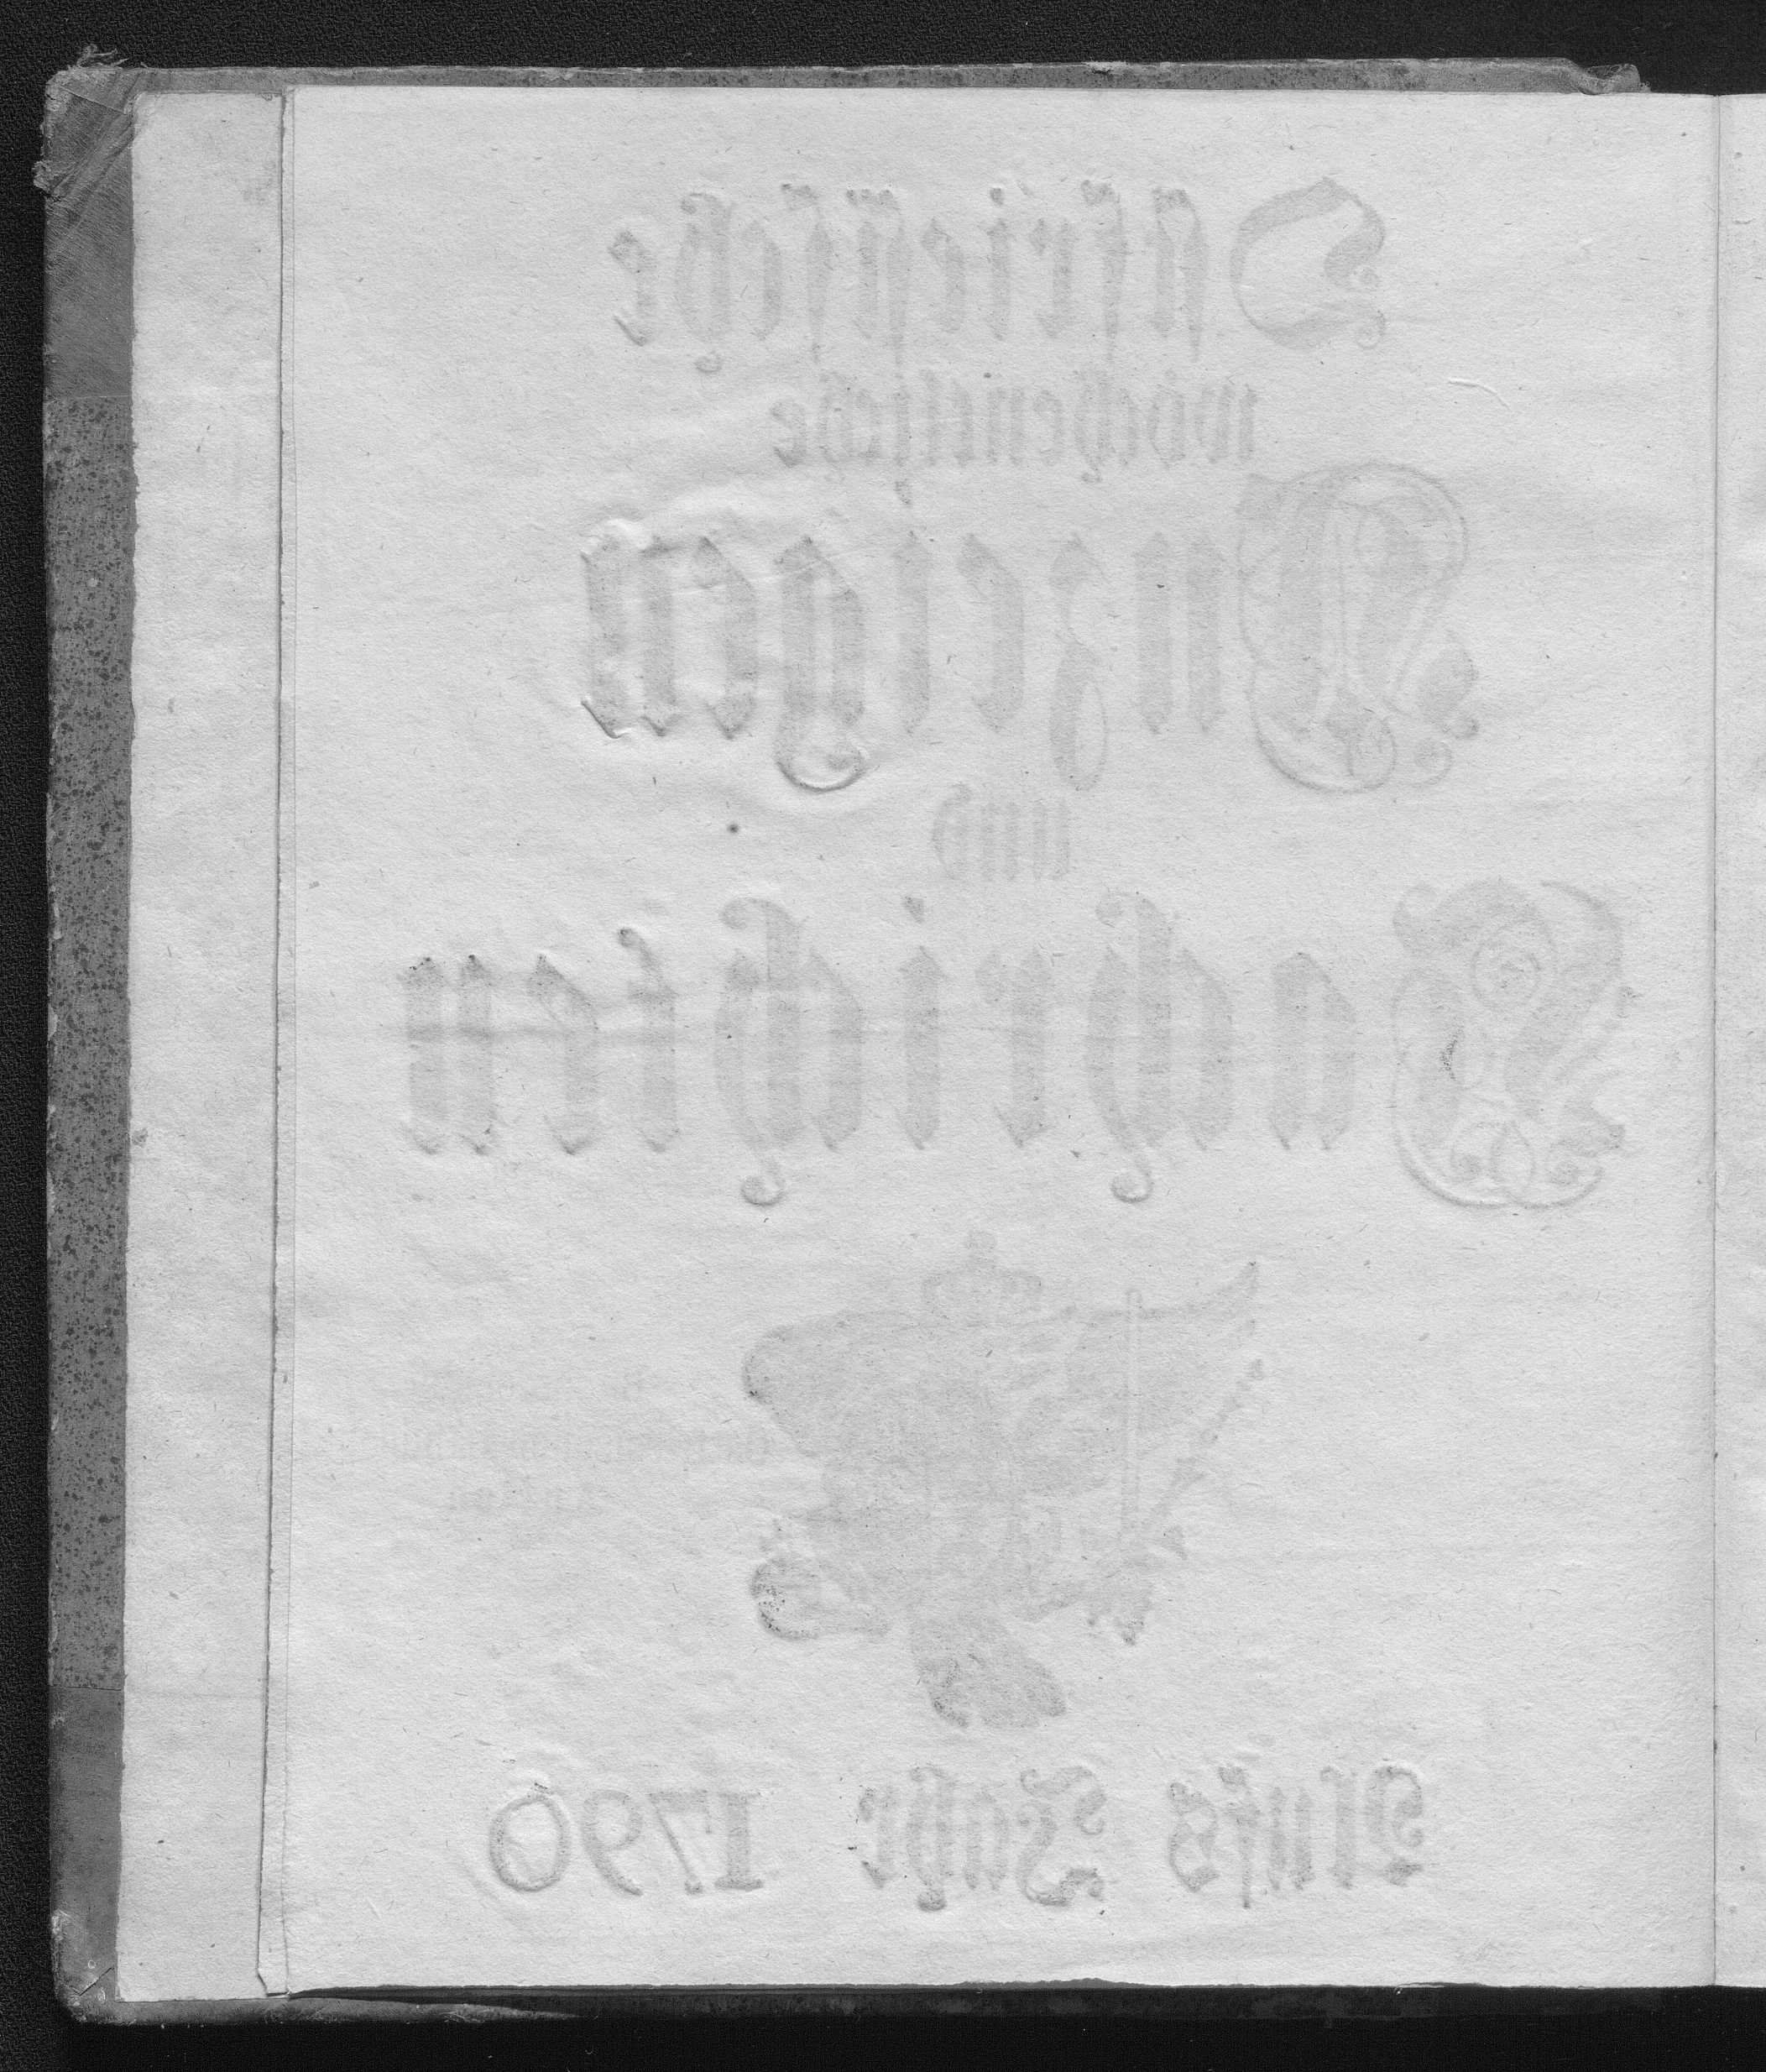 Ostfriesische
wöchentliche
Anzeigen
und
Nachrichten
Aufs Jahr 1790